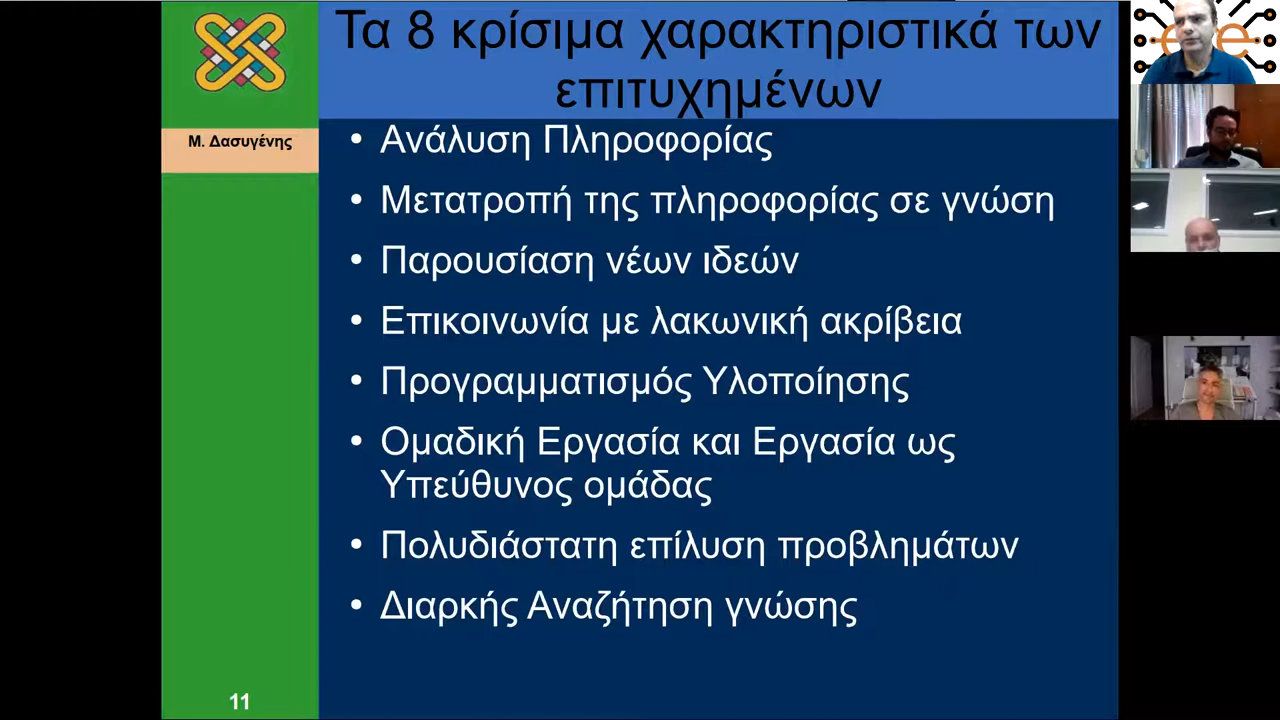 Τα 8 κρίσιμα χαρακτηριστικά των
επιτυχημένων
Μ. Δασυγένης
• Ανάλυση Πληροφορίας
• Μετατροπή της πληροφορίας σε γνώση
• Παρουσίαση νέων ιδεών
• Επικοινωνία με λακωνική ακρίβεια
• Προγραμματισμός Υλοποίησης
• Ομαδική Εργασία και Εργασία ως
Υπεύθυνος ομάδας
• Πολυδιάστατη επίλυση προβλημάτων
• Διαρκής Αναζήτηση γνώσης
11